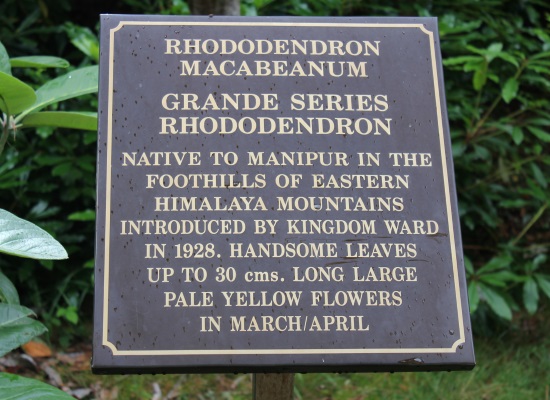 RHODODENDRON
MACABEANUM
GRANDE SERIES
RHODODENDRON
NATIVE TO MANIPUR IN THE
FOOTHILLS OF EASTERN
HIMALAYA MOUNTAINS
INTRODUCED BY KINGDOM WARD
IN 1928. HANDSOME LEAVES
UP TO 30 cms. LONG LARGE
PALE YELLOW FLOWERS
IN MARCH/APRIL